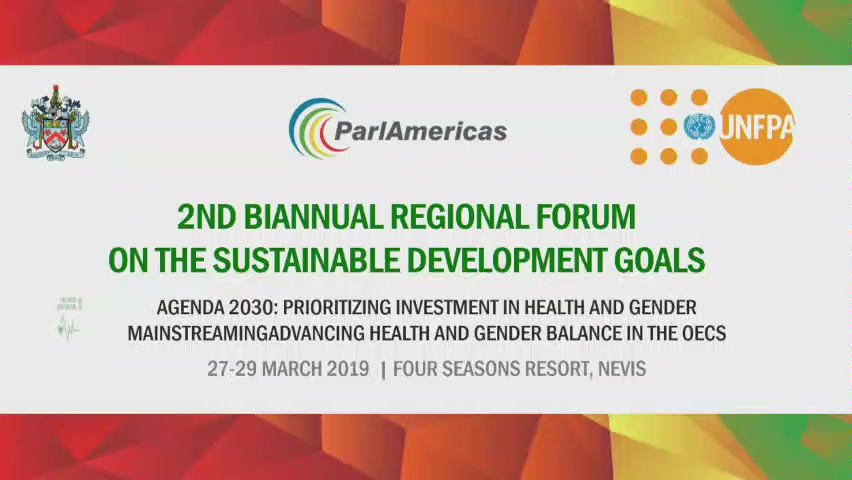 ParlAmericas
UNFPA
2ND BIANNUAL REGIONAL FORUM
ON THE SUSTAINABLE DEVELOPMENT GOALS
AGENDA 2030: PRIORITIZING INVESTMENT IN HEALTH AND GENDER
MAINSTREAMINGADVANCING HEALTH AND GENDER BALANCE IN THE OECS
27-29 MARCH 2019 | FOUR SEASONS RESORT, NEVIS